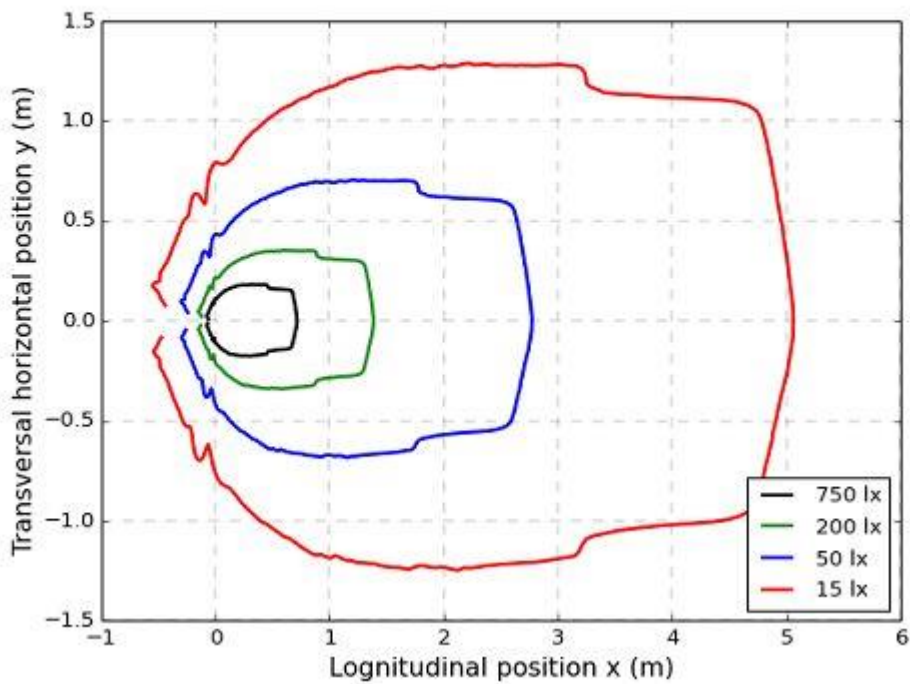 1.5
1.0
0.5
0.0
−0.5
−1.0
−1.5
−1
0
1
2
3
4
5
6
Transversal horizontal position y (m)
Lognitudinal position x (m)
750 lx
200 lx
50 lx
15 lx